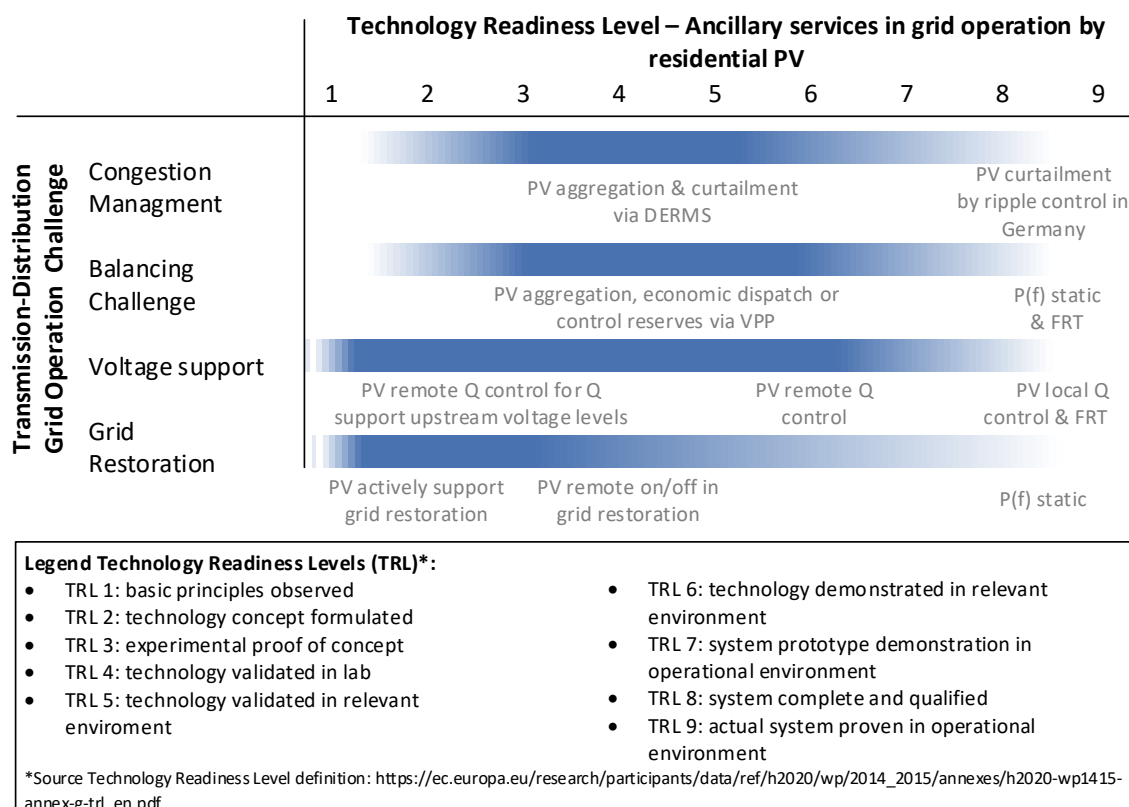 Technology Readiness Level – Ancillary services in grid operation by
residential PV
1 2 3 4 5 6 7 8 9
Transmission-Distribution
Grid Operation Challenge
Congestion
Managment
PV aggregation & curtailment
via DERMS
PV curtailment
by ripple control in
Germany
Balancing
Challenge
PV aggregation, economic dispatch or
control reserves via VPP
P(f) static
& FRT
Voltage support
PV remote Q control for Q
support upstream voltage levels
PV remote Q
control
PV local Q
control & FRT
Grid
Restoration
PV actively support
grid restoration
PV remote on/off in
grid restoration
P(f) static
Legend Technology Readiness Levels (TRL)*:
• TRL 1: basic principles observed
• TRL 2: technology concept formulated
• TRL 3: experimental proof of concept
• TRL 4: technology validated in lab
• TRL 5: technology validated in relevant
enviroment
• TRL 6: technology demonstrated in relevant
environment
• TRL 7: system prototype demonstration in
operational environment
• TRL 8: system complete and qualified
• TRL 9: actual system proven in operational
environment
*Source Technology Readiness Level definition: https://ec.europa.eu/research/participants/data/ref/h2020/wp/2014_2015/annexes/h2020-wp1415-
annex-g-trl_en.pdf